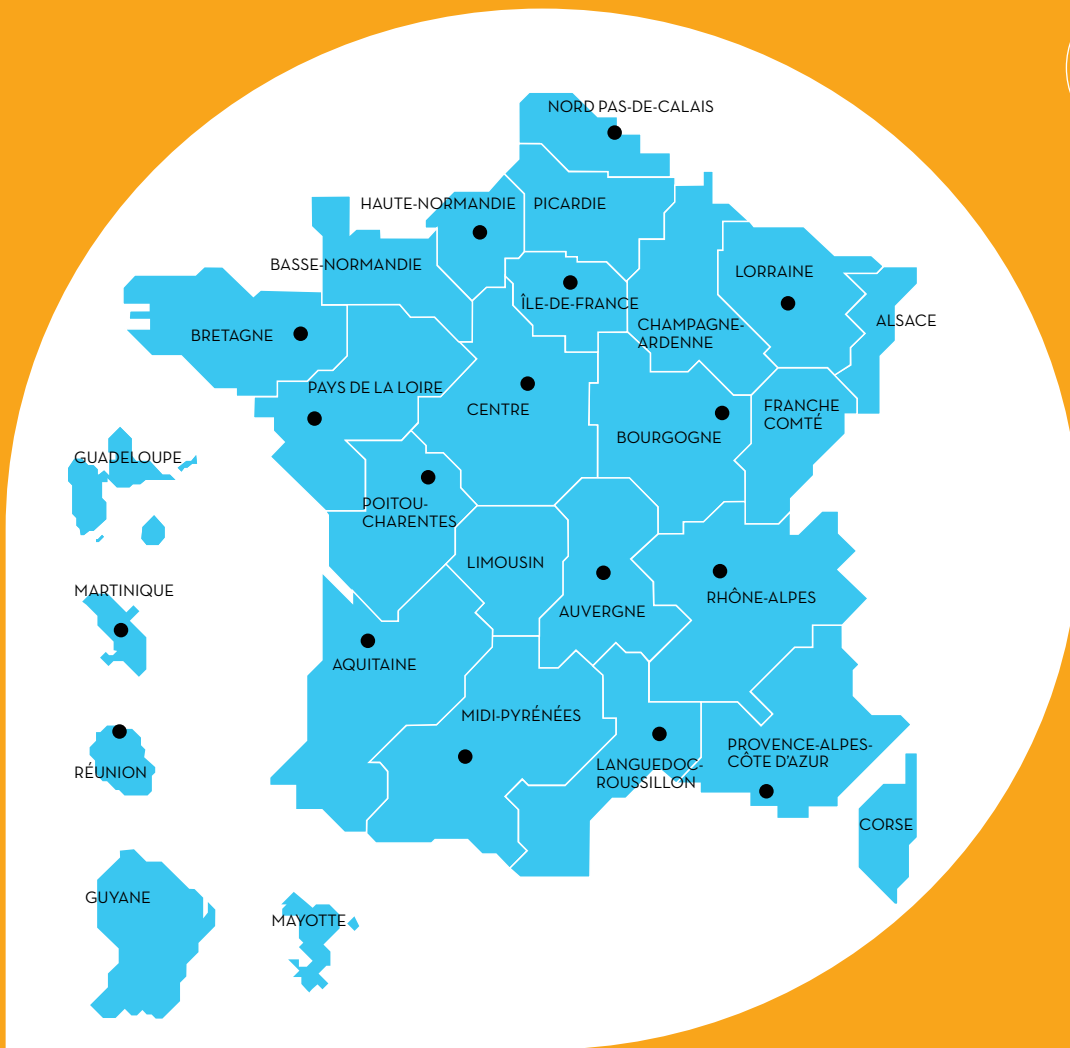 NORD PAS-DE-CALAIS
HAUTE-NORMANDIE
PICARDIE
BASSE-NORMANDIE
LORRAINE
ÎLE-DE-FRANCE
ALSACE
CHAMPAGNE-
ARDENNE
BRETAGNE
PAYS DE LA LOIRE
CENTRE
FRANCHE
COMTÉ
BOURGOGNE
GUADELOUPE
POITOU-
CHARENTES
LIMOUSIN
MARTINIQUE
AUVERGNE
RHÔNE-ALPES
AQUITAINE
MIDI-PYRÉNÉES
PROVENCE-ALPES-
CÔTE D'AZUR
LANGUEDOC-
ROUSSILLON
RÉUNION
CORSE
GUYANE
MAYOTTE